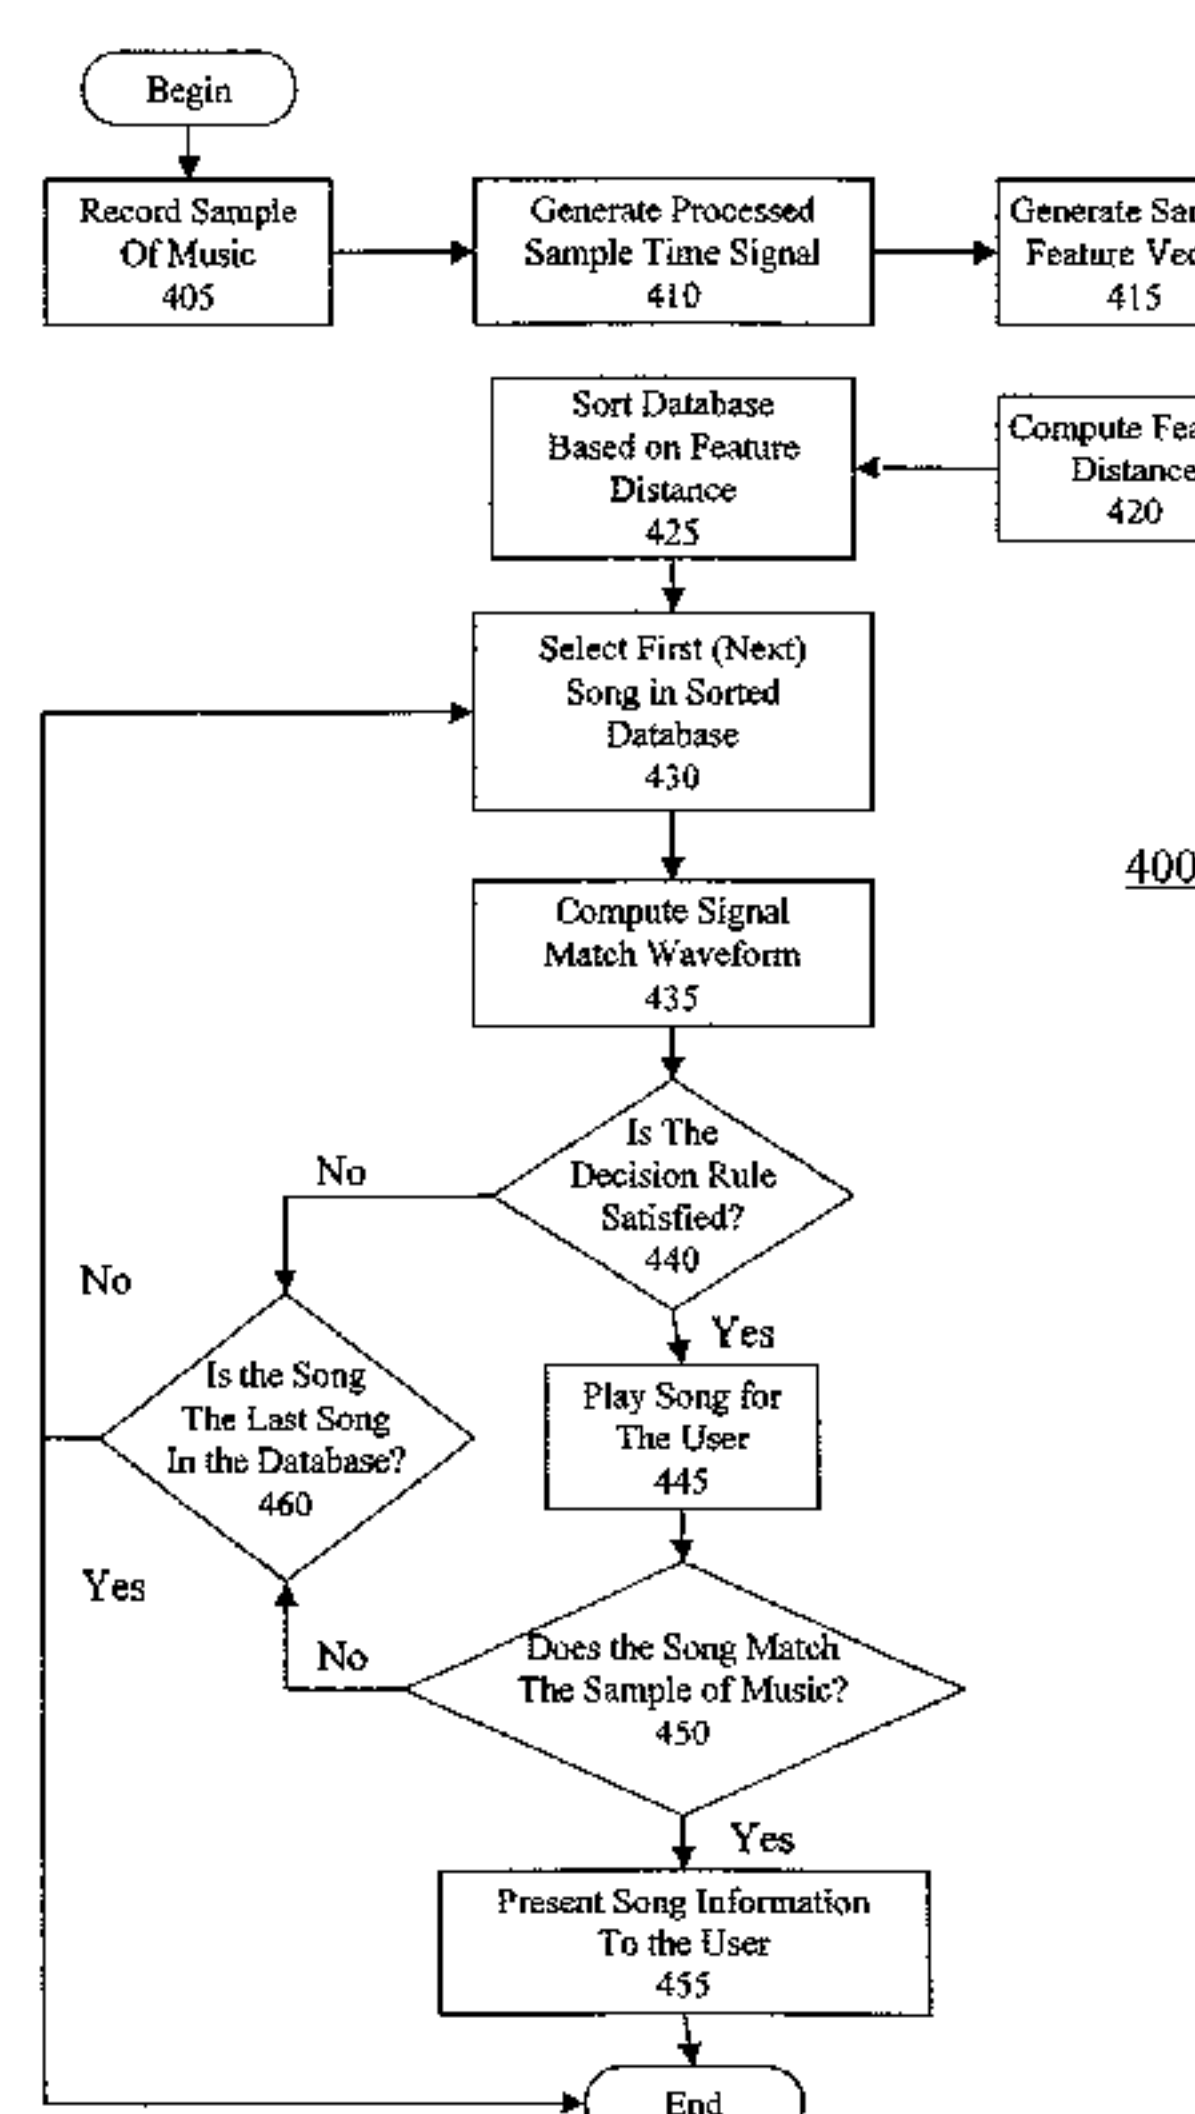 Begin
Record Sample
Of Music
405
Generate Processed
Sample Time Signal
410
Generate
Feature
415
Sort Database
Based on Feature
Distance
425
Compute
Distance
420
Select First (Next)
Song in Sorted
Database
430
400
Compute Signal
Match Waveform
435
Is The
Decision Rule
Satisfied?
440
No
No
Yes
Is the Song
The Last Song
In the Database?
460
Play Song for
The User
445
Yes
No
Does the Song Match
The Sample of Music?
450
Yes
Present Song Information
To the User
455
End